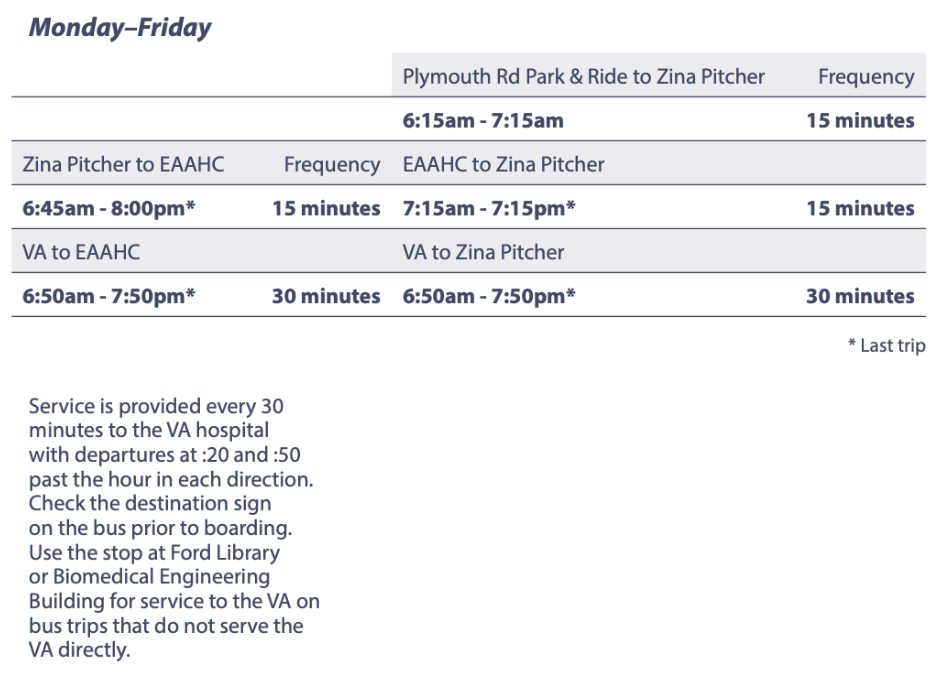 Monday–Friday
Plymouth Rd Park & Ride to Zina Pitcher Frequency
6:15am - 7:15am 15 minutes
Zina Pitcher to EAAHC Frequency EAAHC to Zina Pitcher
6:45am - 8:00pm* 15 minutes 7:15am - 7:15pm* 15 minutes
VA to EAAHC VA to Zina Pitcher
6:50am - 7:50pm* 30 minutes 6:50am - 7:50pm* 30 minutes
* Last trip
Service is provided every 30
minutes to the VA hospital
with departures at :20 and :50
past the hour in each direction.
Check the destination sign
on the bus prior to boarding.
Use the stop at Ford Library
or Biomedical Engineering
Building for service to the VA on
bus trips that do not serve the
VA directly.